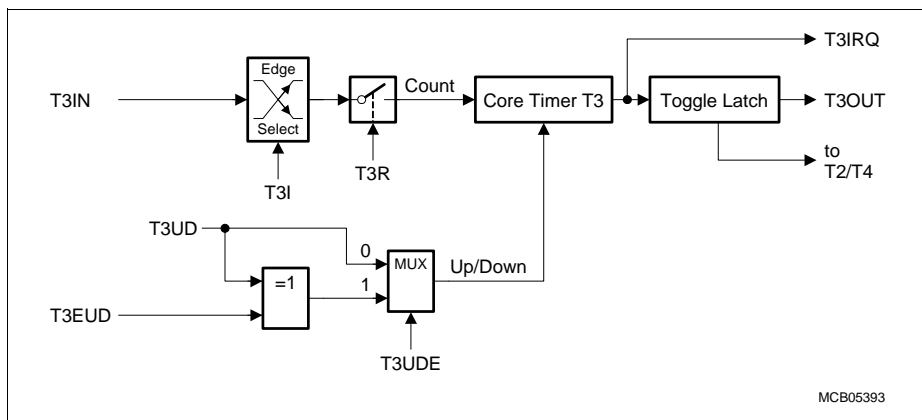 T3IRQ
Edge
Select
T3IN
Count
Core Timer T3
Toggle Latch
T3OUT
T3R
T3I
to
T2/T4
T3UD
0
MUX
Up/Down
=1
1
T3EUD
T3UDE
MCB05393